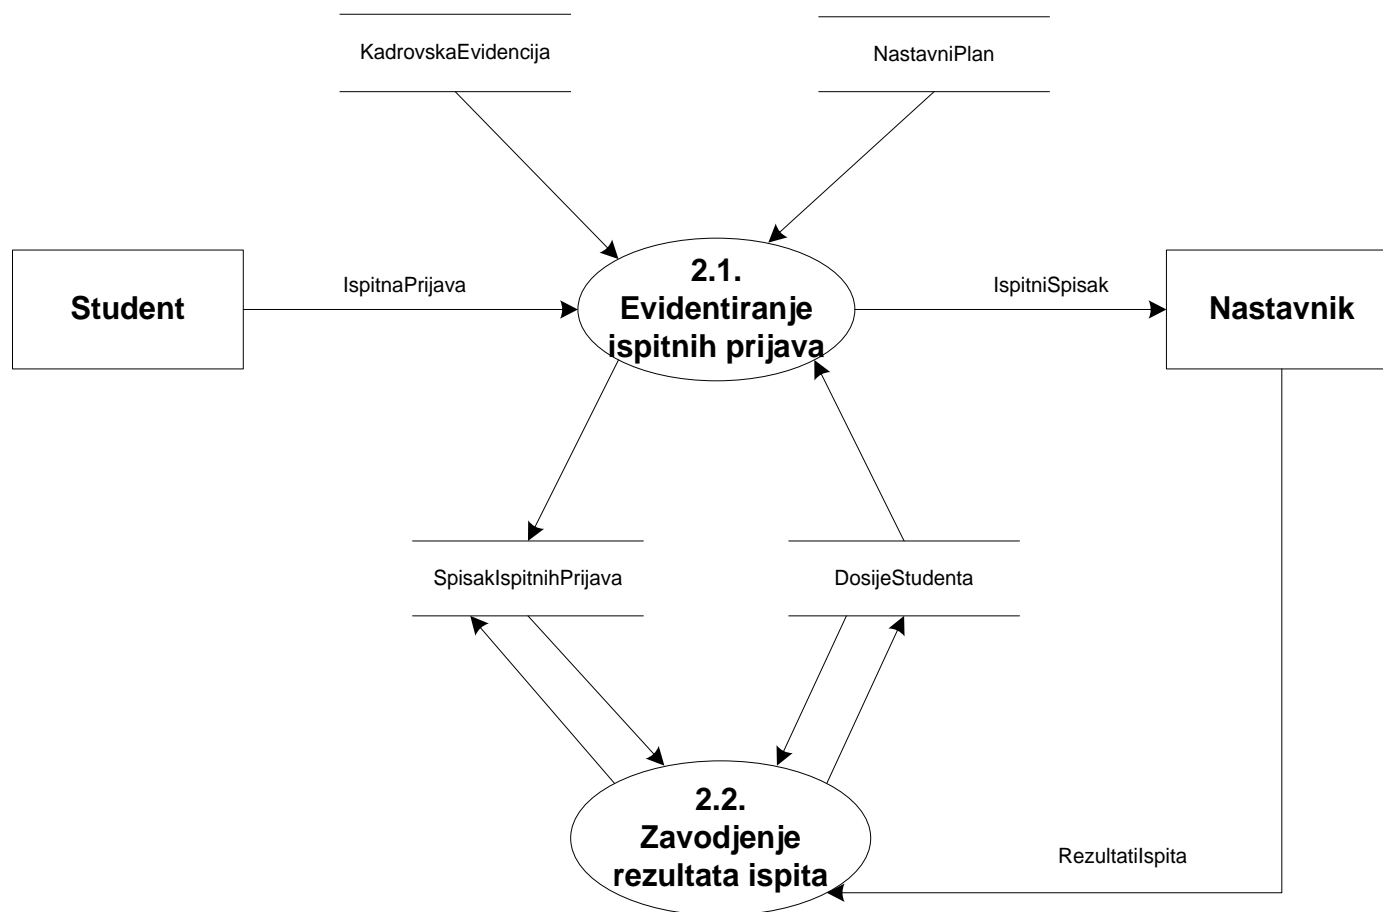 KadrovskaEvidencija
NastavniPlan
Student
IspitnaPrijava
2.1.
Evidentiranje
ispitnih prijava
IspitniSpisak
Nastavnik
SpisakIspitnihPrijava
DosijeStudenta
2.2.
Zavodjenje
rezultata ispita
RezultatiIspita